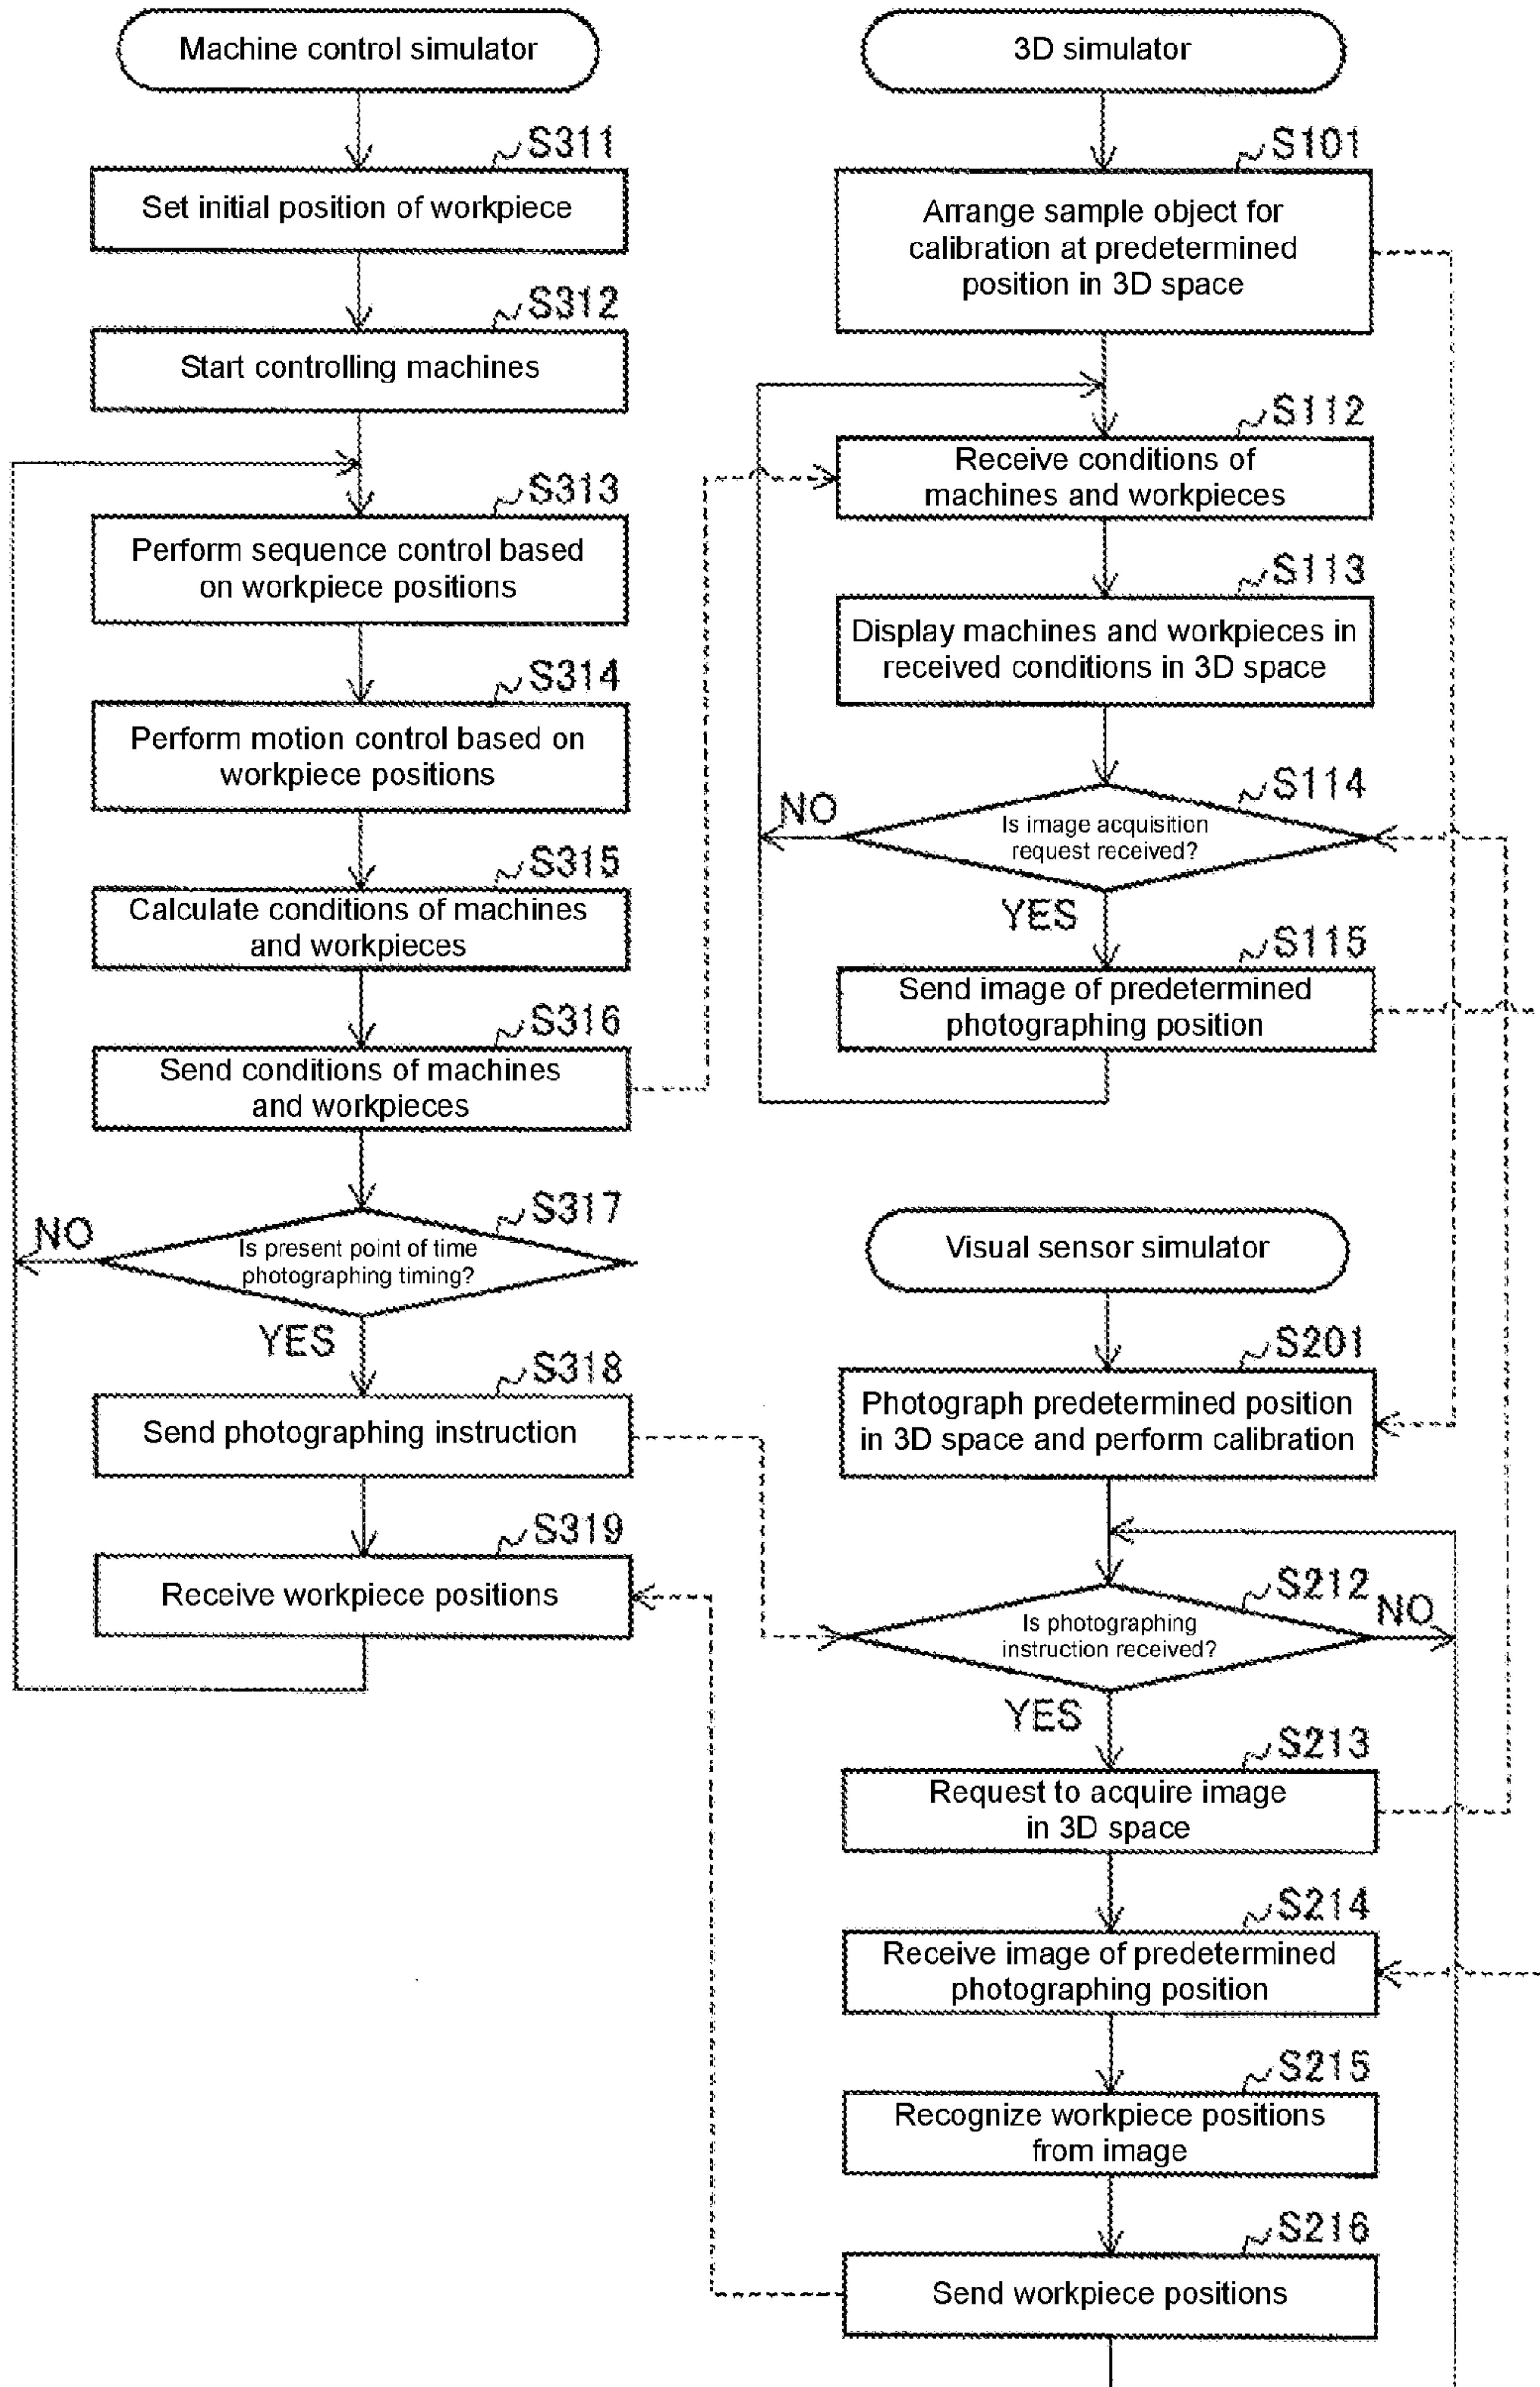 Machine control simulator
S311
Set initial position of workpiece
S312
Start controlling machines
S313
Perform sequence control based
on workpiece positions
S314
Perform motion control based on
workpiece positions
S315
Calculate conditions of machines
and workpieces
S316
Send conditions of machines
and workpieces
S317
Is present point of time
photographing timing?
NO
YES
S318
Send photographing instruction
S319
Receive workpiece positions
3D simulator
S101
Arrange sample object for
calibration at predetermined
position in 3D space
S112
Receive conditions of
machines and workpieces
S113
Display machines and workpieces in
received conditions in 3D space
S114
Is image acquisition
request received?
NO
YES
S115
Send image of predetermined
photographing position
Visual sensor simulator
S201
Photograph predetermined position
in 3D space and perform calibration
S212
Is photographing
instruction received?
NO
YES
S213
Request to acquire image
in 3D space
S214
Receive image of predetermined
photographing position
S215
Recognize workpiece positions
from image
S216
Send workpiece positions